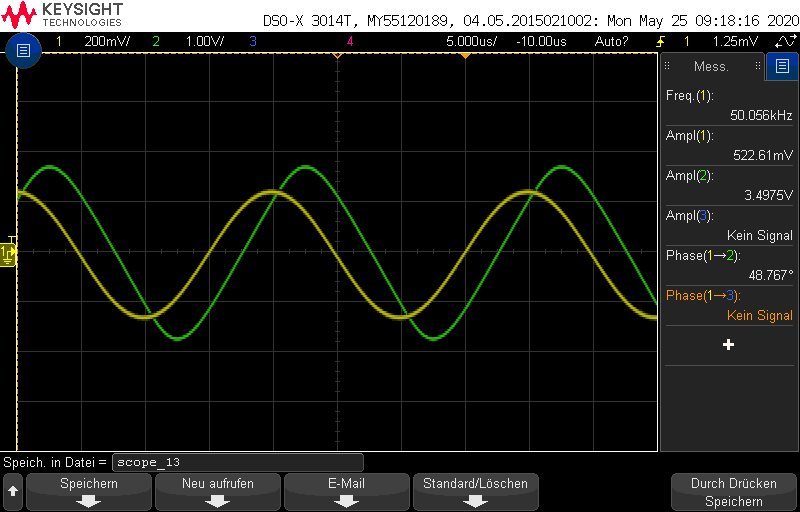 KEYSIGHT
TECHNOLOGIES
DSO-X 3014T, MY55120189, 04.05.2015021002: Mon May 25 09:18:16 2020
1 200mV/ 2 1.00V/ 3 4 5.000us/ -10.00us Auto? 1 1.25mV
Mess.
Freq.(1):
50.056kHz
Ampl(1):
522.61mV
Ampl(2):
3.4975V
Ampl(3):
Kein Signal
Phase(1→2):
48.767°
Phase(1→3):
Kein Signal
+
T
1
Speich. in Datei = scope_13
Speichern Neu aufrufen E-Mail Standard/Löschen Durch Drücken
Speichern